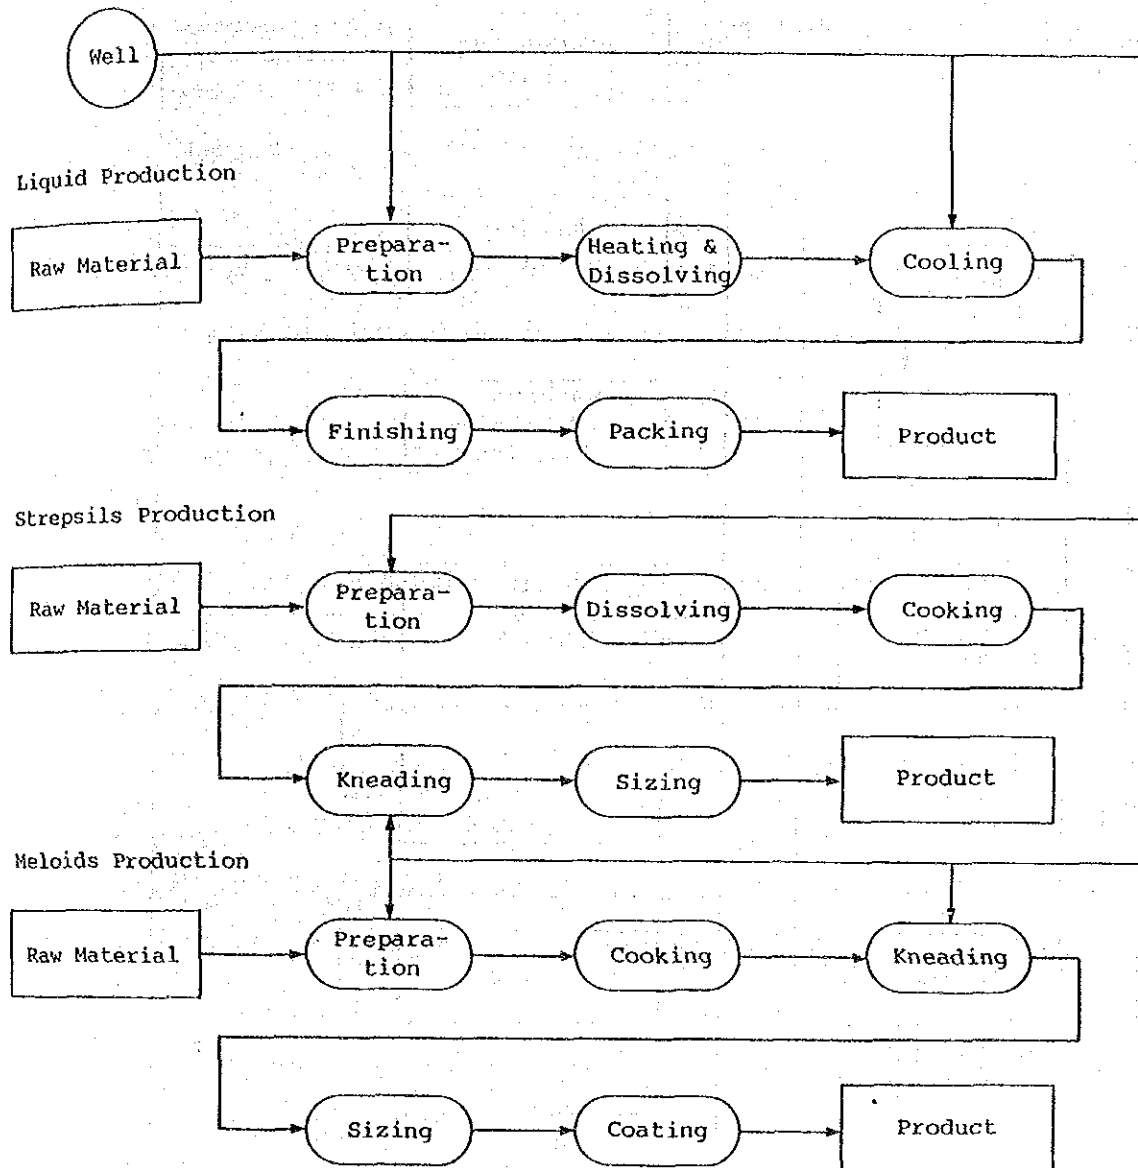 Well
Liquid Production
Raw Material
Prepara-
tion
Heating &
Dissolving
Cooling
Finishing
Packing
Product
Strepsils Production
Raw Material
Prepara-
tion
Dissolving
Cooking
Kneading
Sizing
Product
Meloids Production
Raw Material
Prepara-
tion
Cooking
Kneading
Sizing
Coating
Product